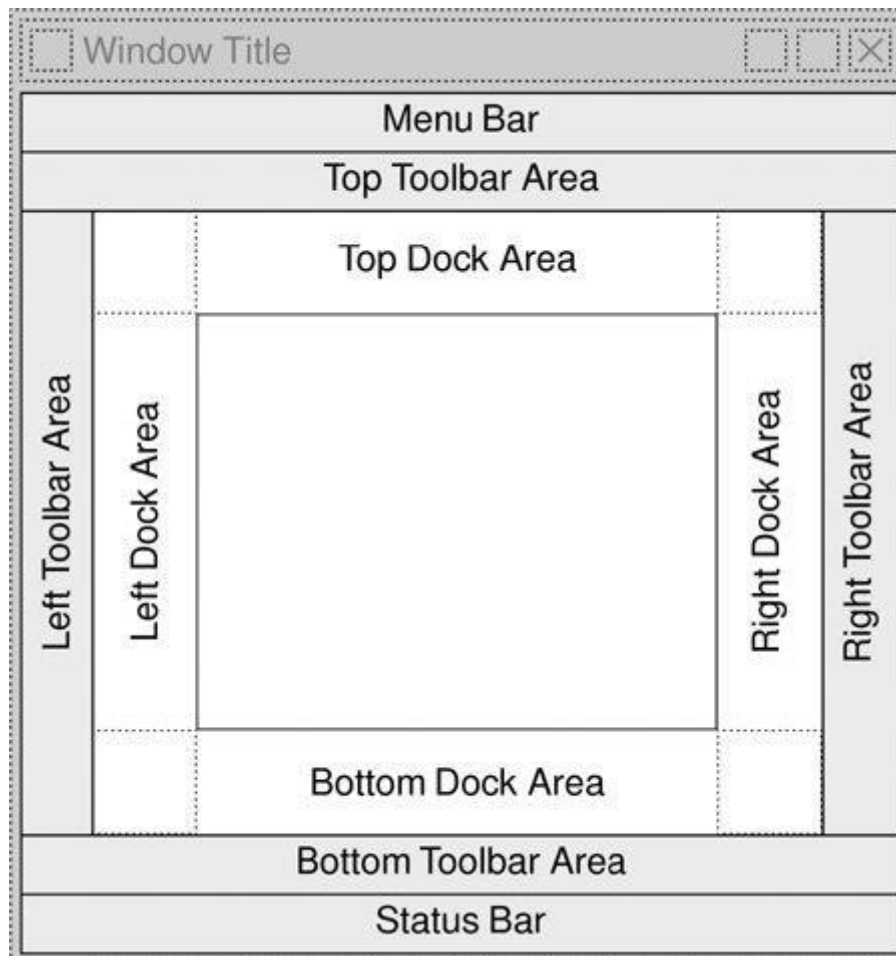 Window Title
Menu Bar
Top Toolbar Area
Top Dock Area
Left Toolbar Area
Left Dock Area
Right Dock Area
Right Toolbar Area
Bottom Dock Area
Bottom Toolbar Area
Status Bar